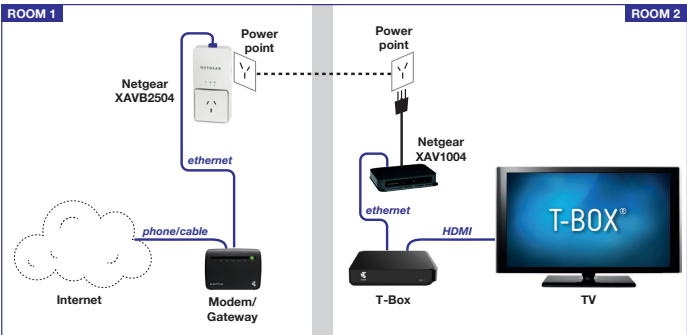 ROOM 1
ROOM 2
Power
point
Power
point
NETGEAR
Netgear
XAVB2504
Netgear
XAV1004
ethernet
ethernet
phone/cable
HDMI
T-BOX®
Internet
Modem/
Gateway
T-Box
TV